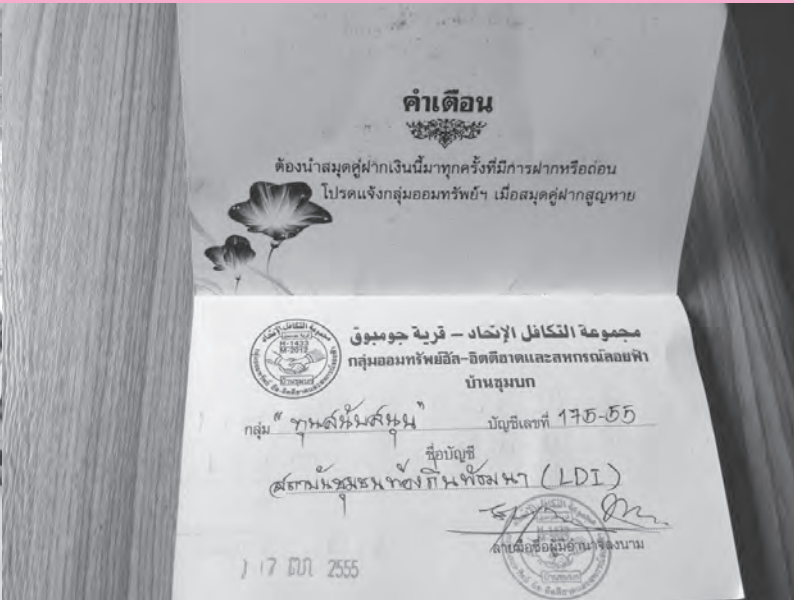 คำเตือน
ต้องนำสมุดคู่ฝากเงินนี้มาทุกครั้งที่มีการฝากหรือถอน
โปรดแจ้งกลุ่มออมทรัพย์ฯ เมื่อสมุดคู่ฝากสูญหาย
مجموعة التكافل الإتحاد – قرية جومبوق
กลุ่มออมทรัพย์อัล-อิตติฮาดและสหกรณ์ลอยฟ้า
บ้านชุมบก
H-1433
M-2012
บ้านชุมบก
กลุ่ม " ทุนสนับสนุน " บัญชีเลขที่ 175-55
ชื่อบัญชี
สถาบันชุมชนท้องถิ่นพัฒนา (LDI)
ลายมือชื่อผู้มีอำนาจลงนาม
17 2555